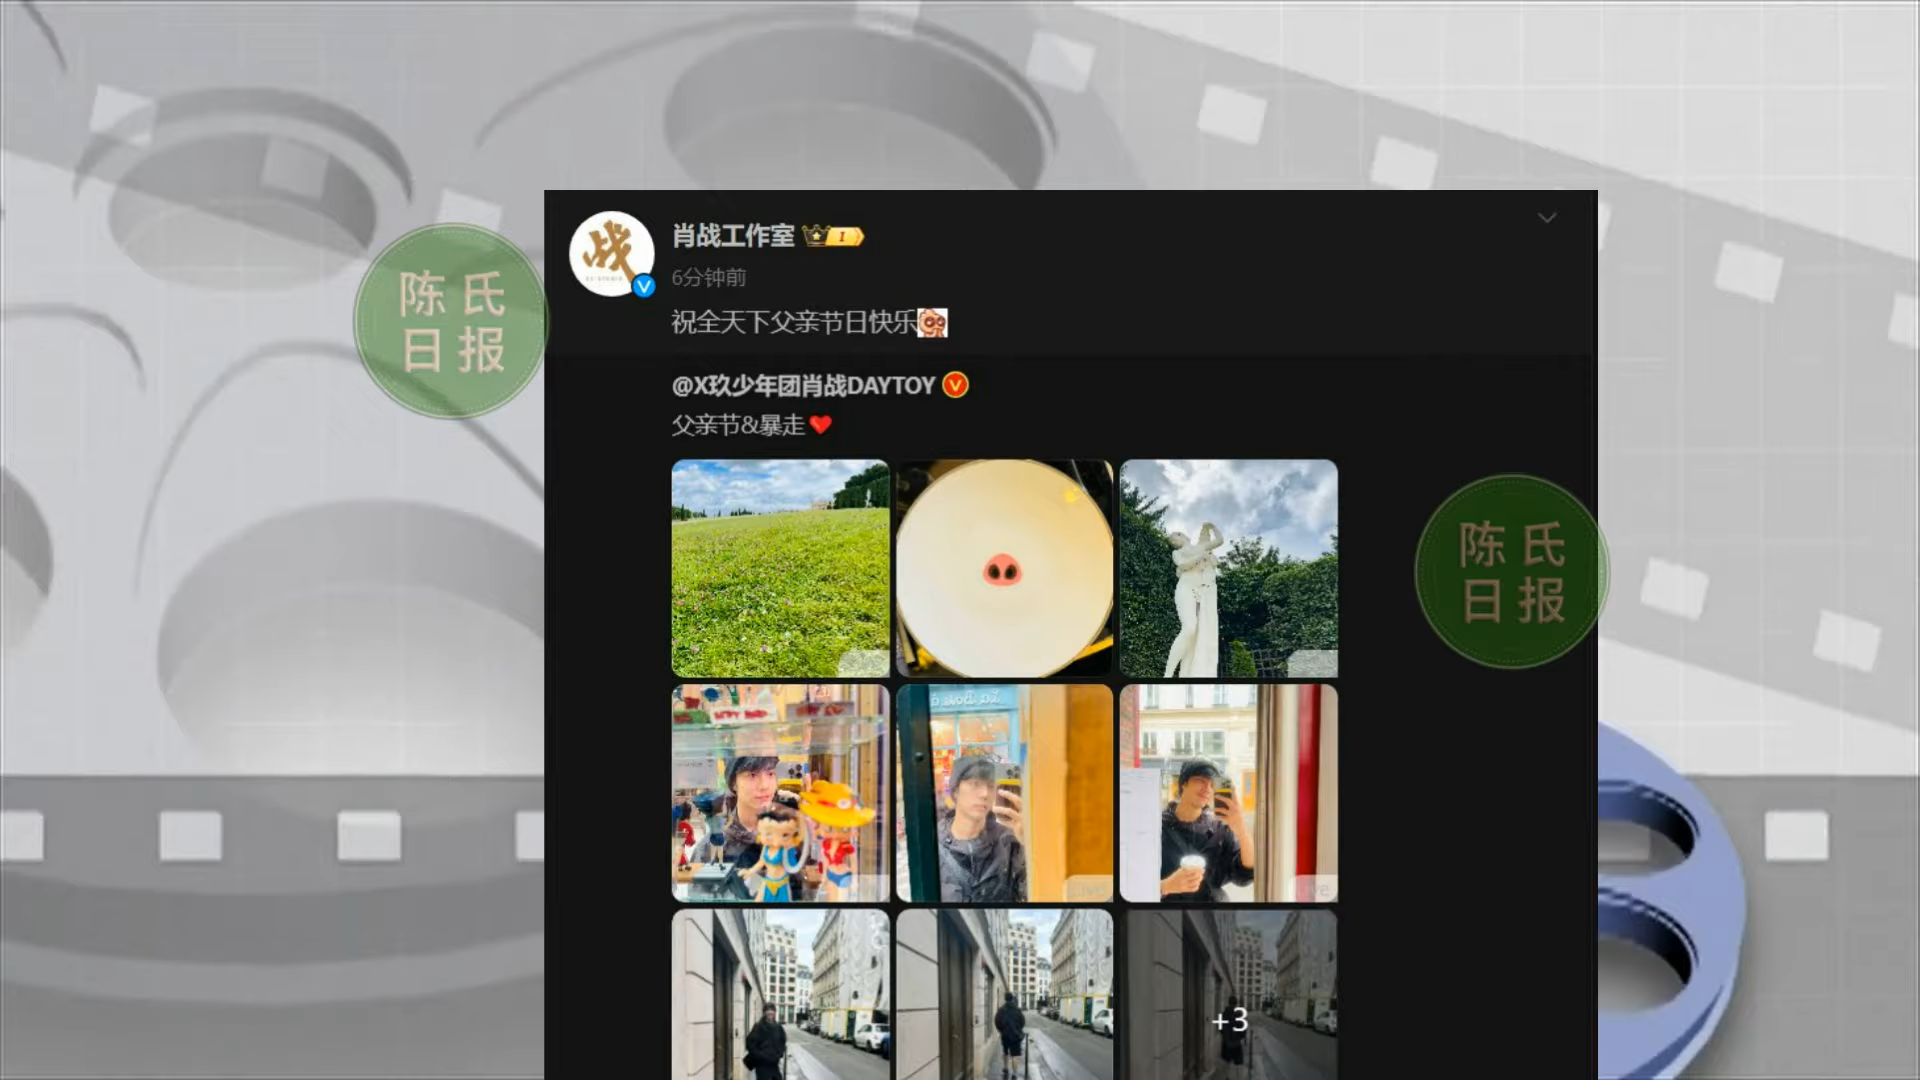 陈氏
日报
战
肖战工作室
6分钟前
祝全天下父亲节日快乐
@X玖少年团肖战DAYTOY
父亲节&暴走
陈氏
日报
+3